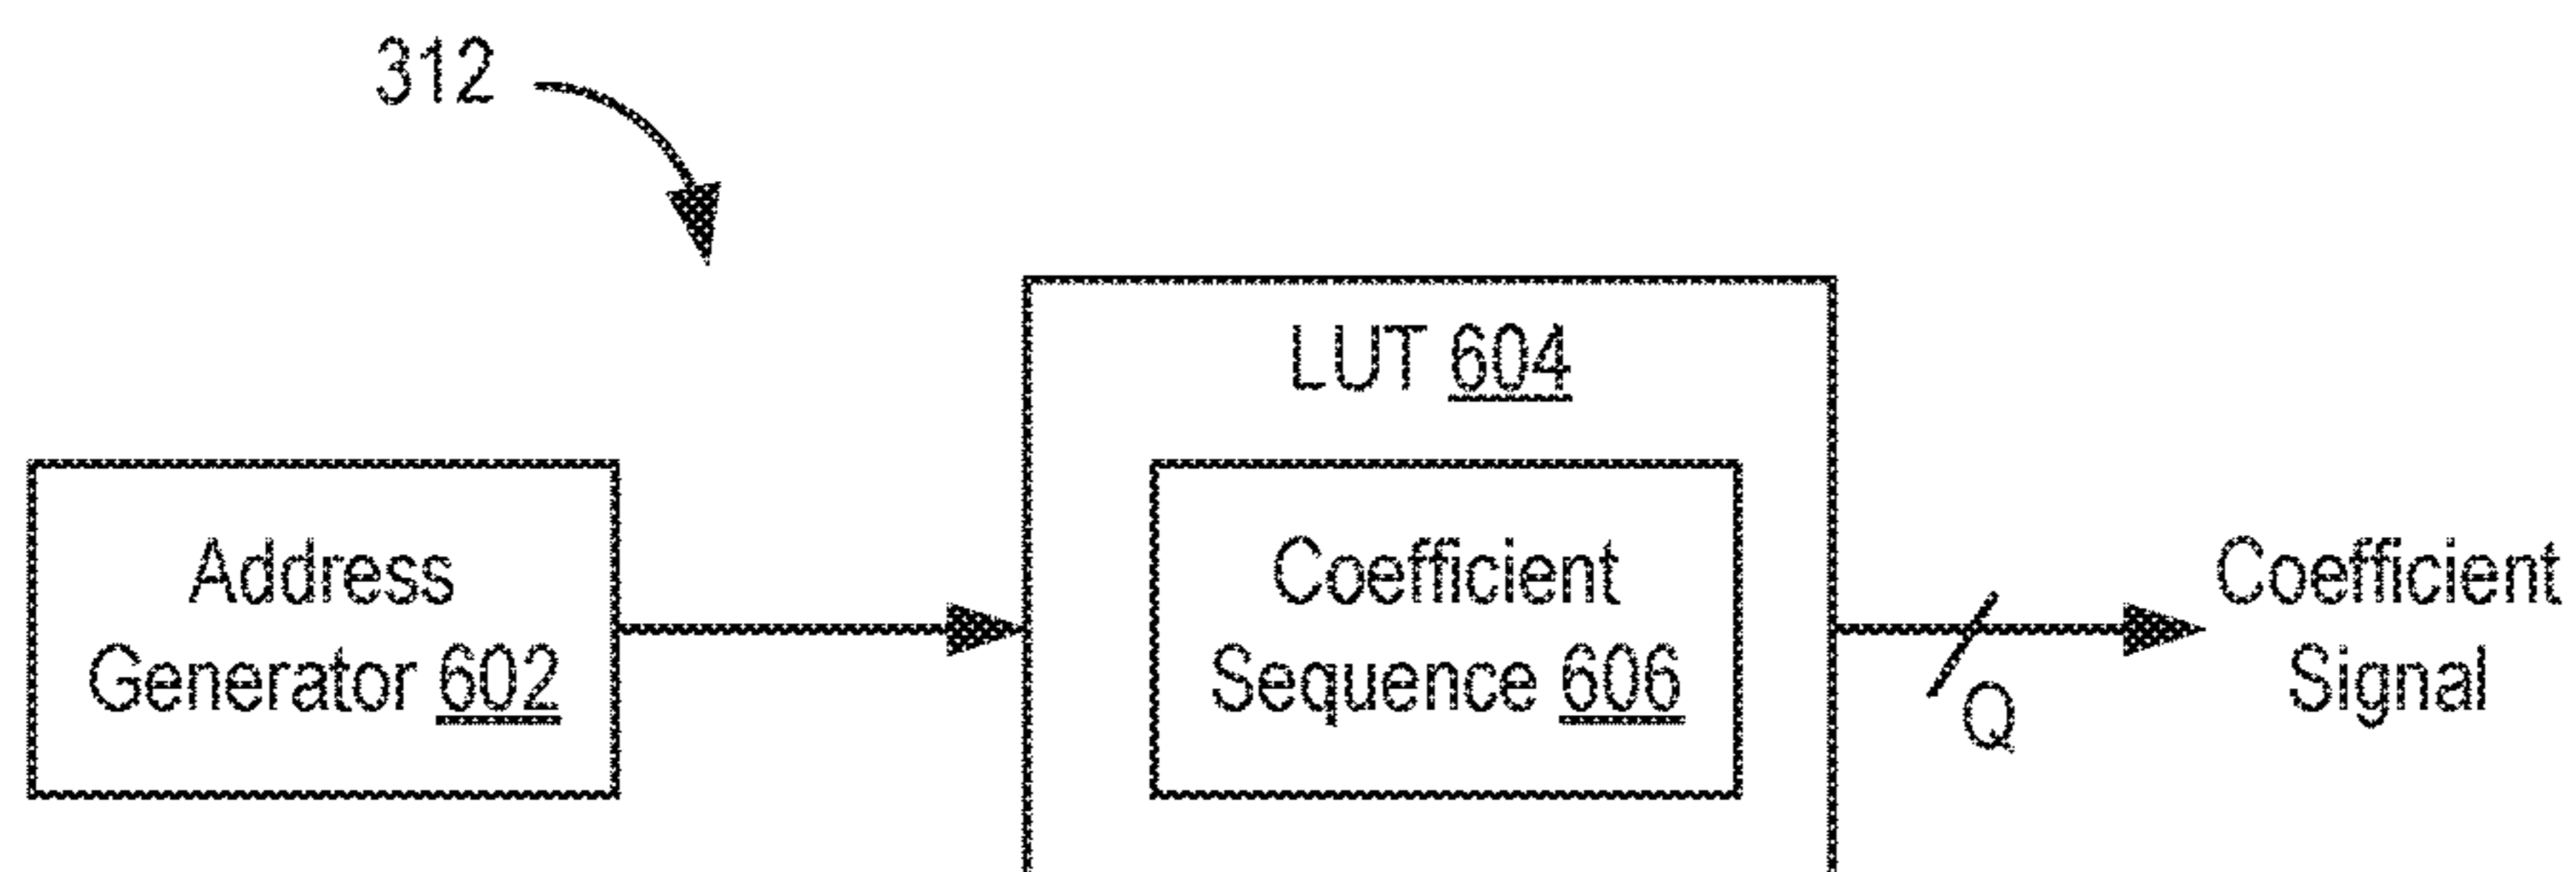 312
LUT 604
Address
Generator 602
Coefficient
Sequence 606
Q
Coefficient
Signal